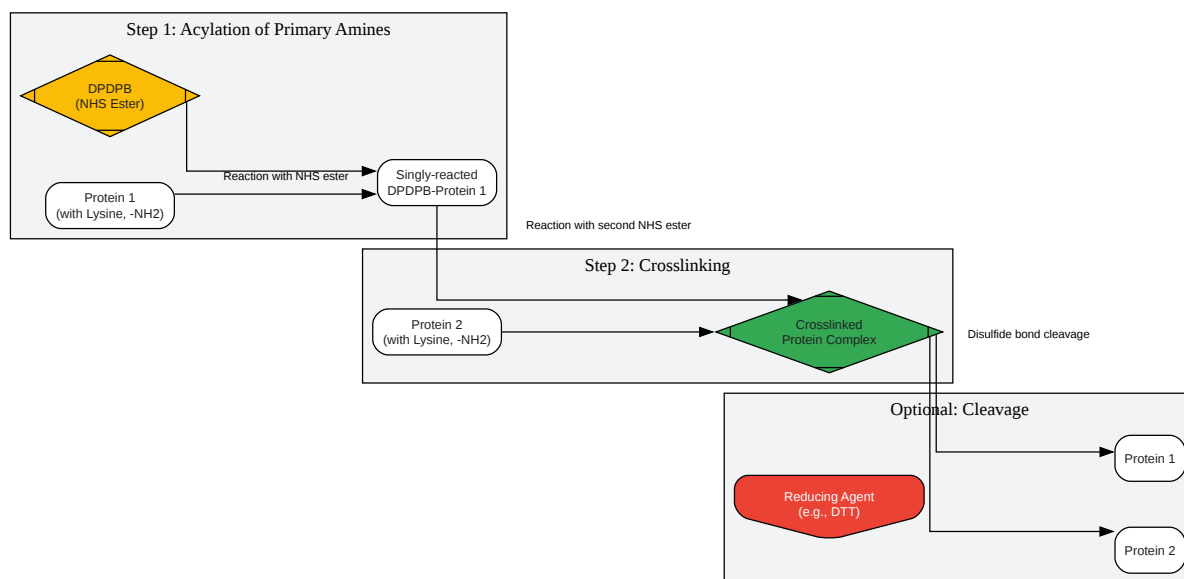 Step 1: Acylation of Primary Amines
DPDPB
(NHS Ester)
Reaction with NHS ester
Singly-reacted
DPDPB-Protein 1
Protein 1
(with Lysine, -NH2)
Reaction with second NHS ester
Step 2: Crosslinking
Protein 2
(with Lysine, -NH2)
Crosslinked
Protein Complex
Disulfide bond cleavage
Optional: Cleavage
Protein 1
Reducing Agent
(e.g., DTT)
Protein 2